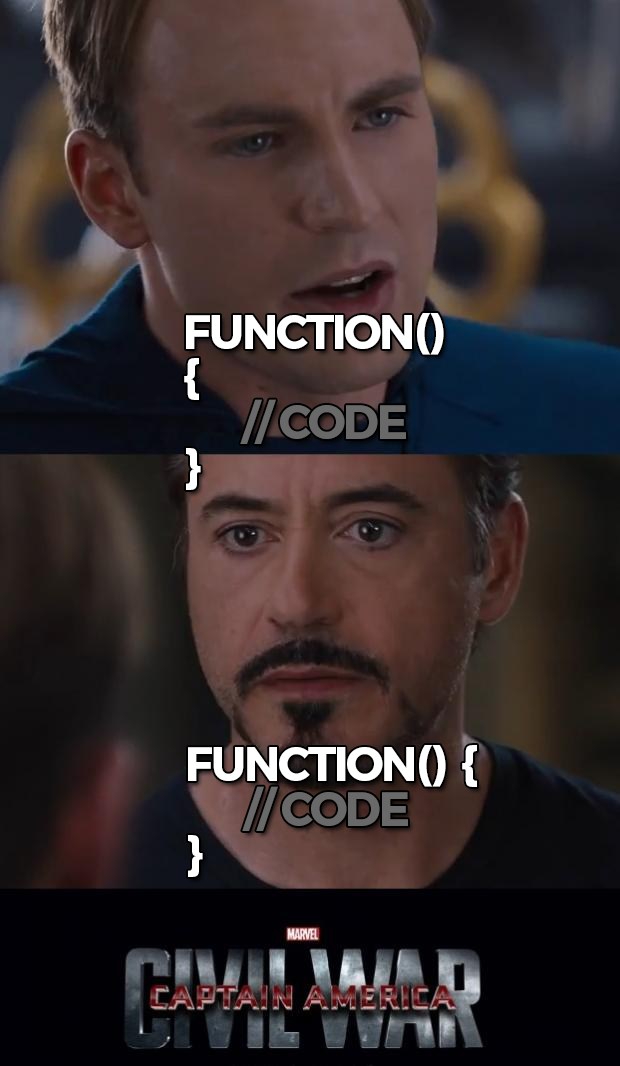 FUNCTION()
{
//CODE
}
FUNCTION() {
//CODE
}
MARVEL
CIVIL WAR
CAPTAIN AMERICA